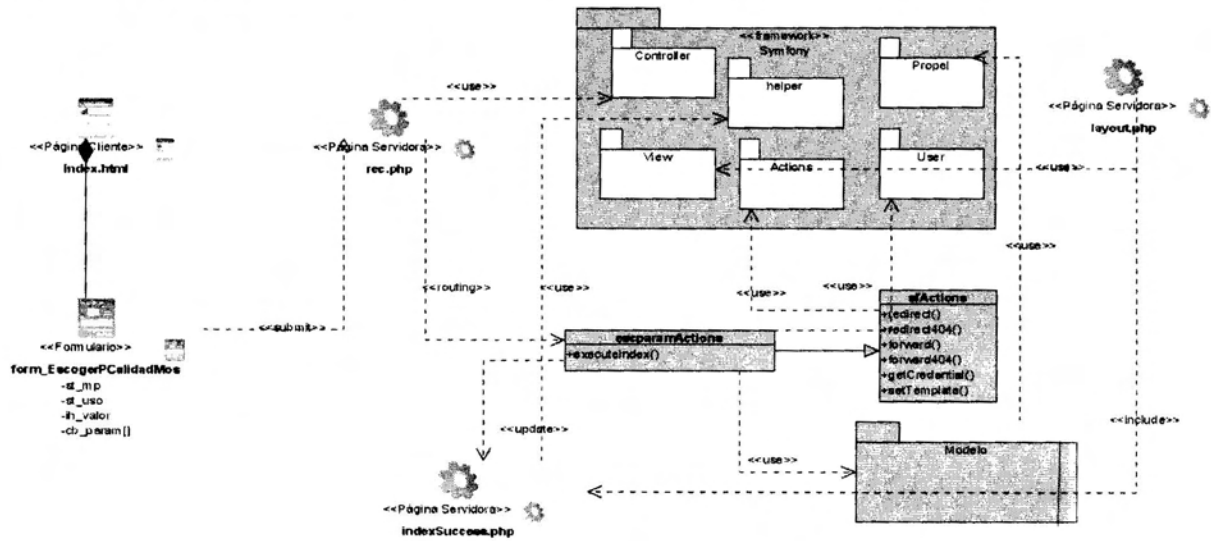 <<framework>>
Symfony
Controller
helper
Propel
View
Actions
User
<<use>>
<<Página Cliente>>
index.html
<<Página Servidora>>
rec.php
<<Página Servidora>>
layout.php
<<use>>
<<use>>
<<submit>>
<<routing>>
<<use>>
<<use>>
<<use>>
<<Formulario>>
form_EscogerPCalidadMos
-st_mp
-st_uso
-ih_valor
-cb_param[]
escparamActions
+executeIndex()
sfActions
+redirect()
+redirect404()
+forward()
+forward404()
+getCredential()
+setTemplate()
<<update>>
<<use>>
<<include>>
Modelo
<<Página Servidora>>
indexSuccess.php